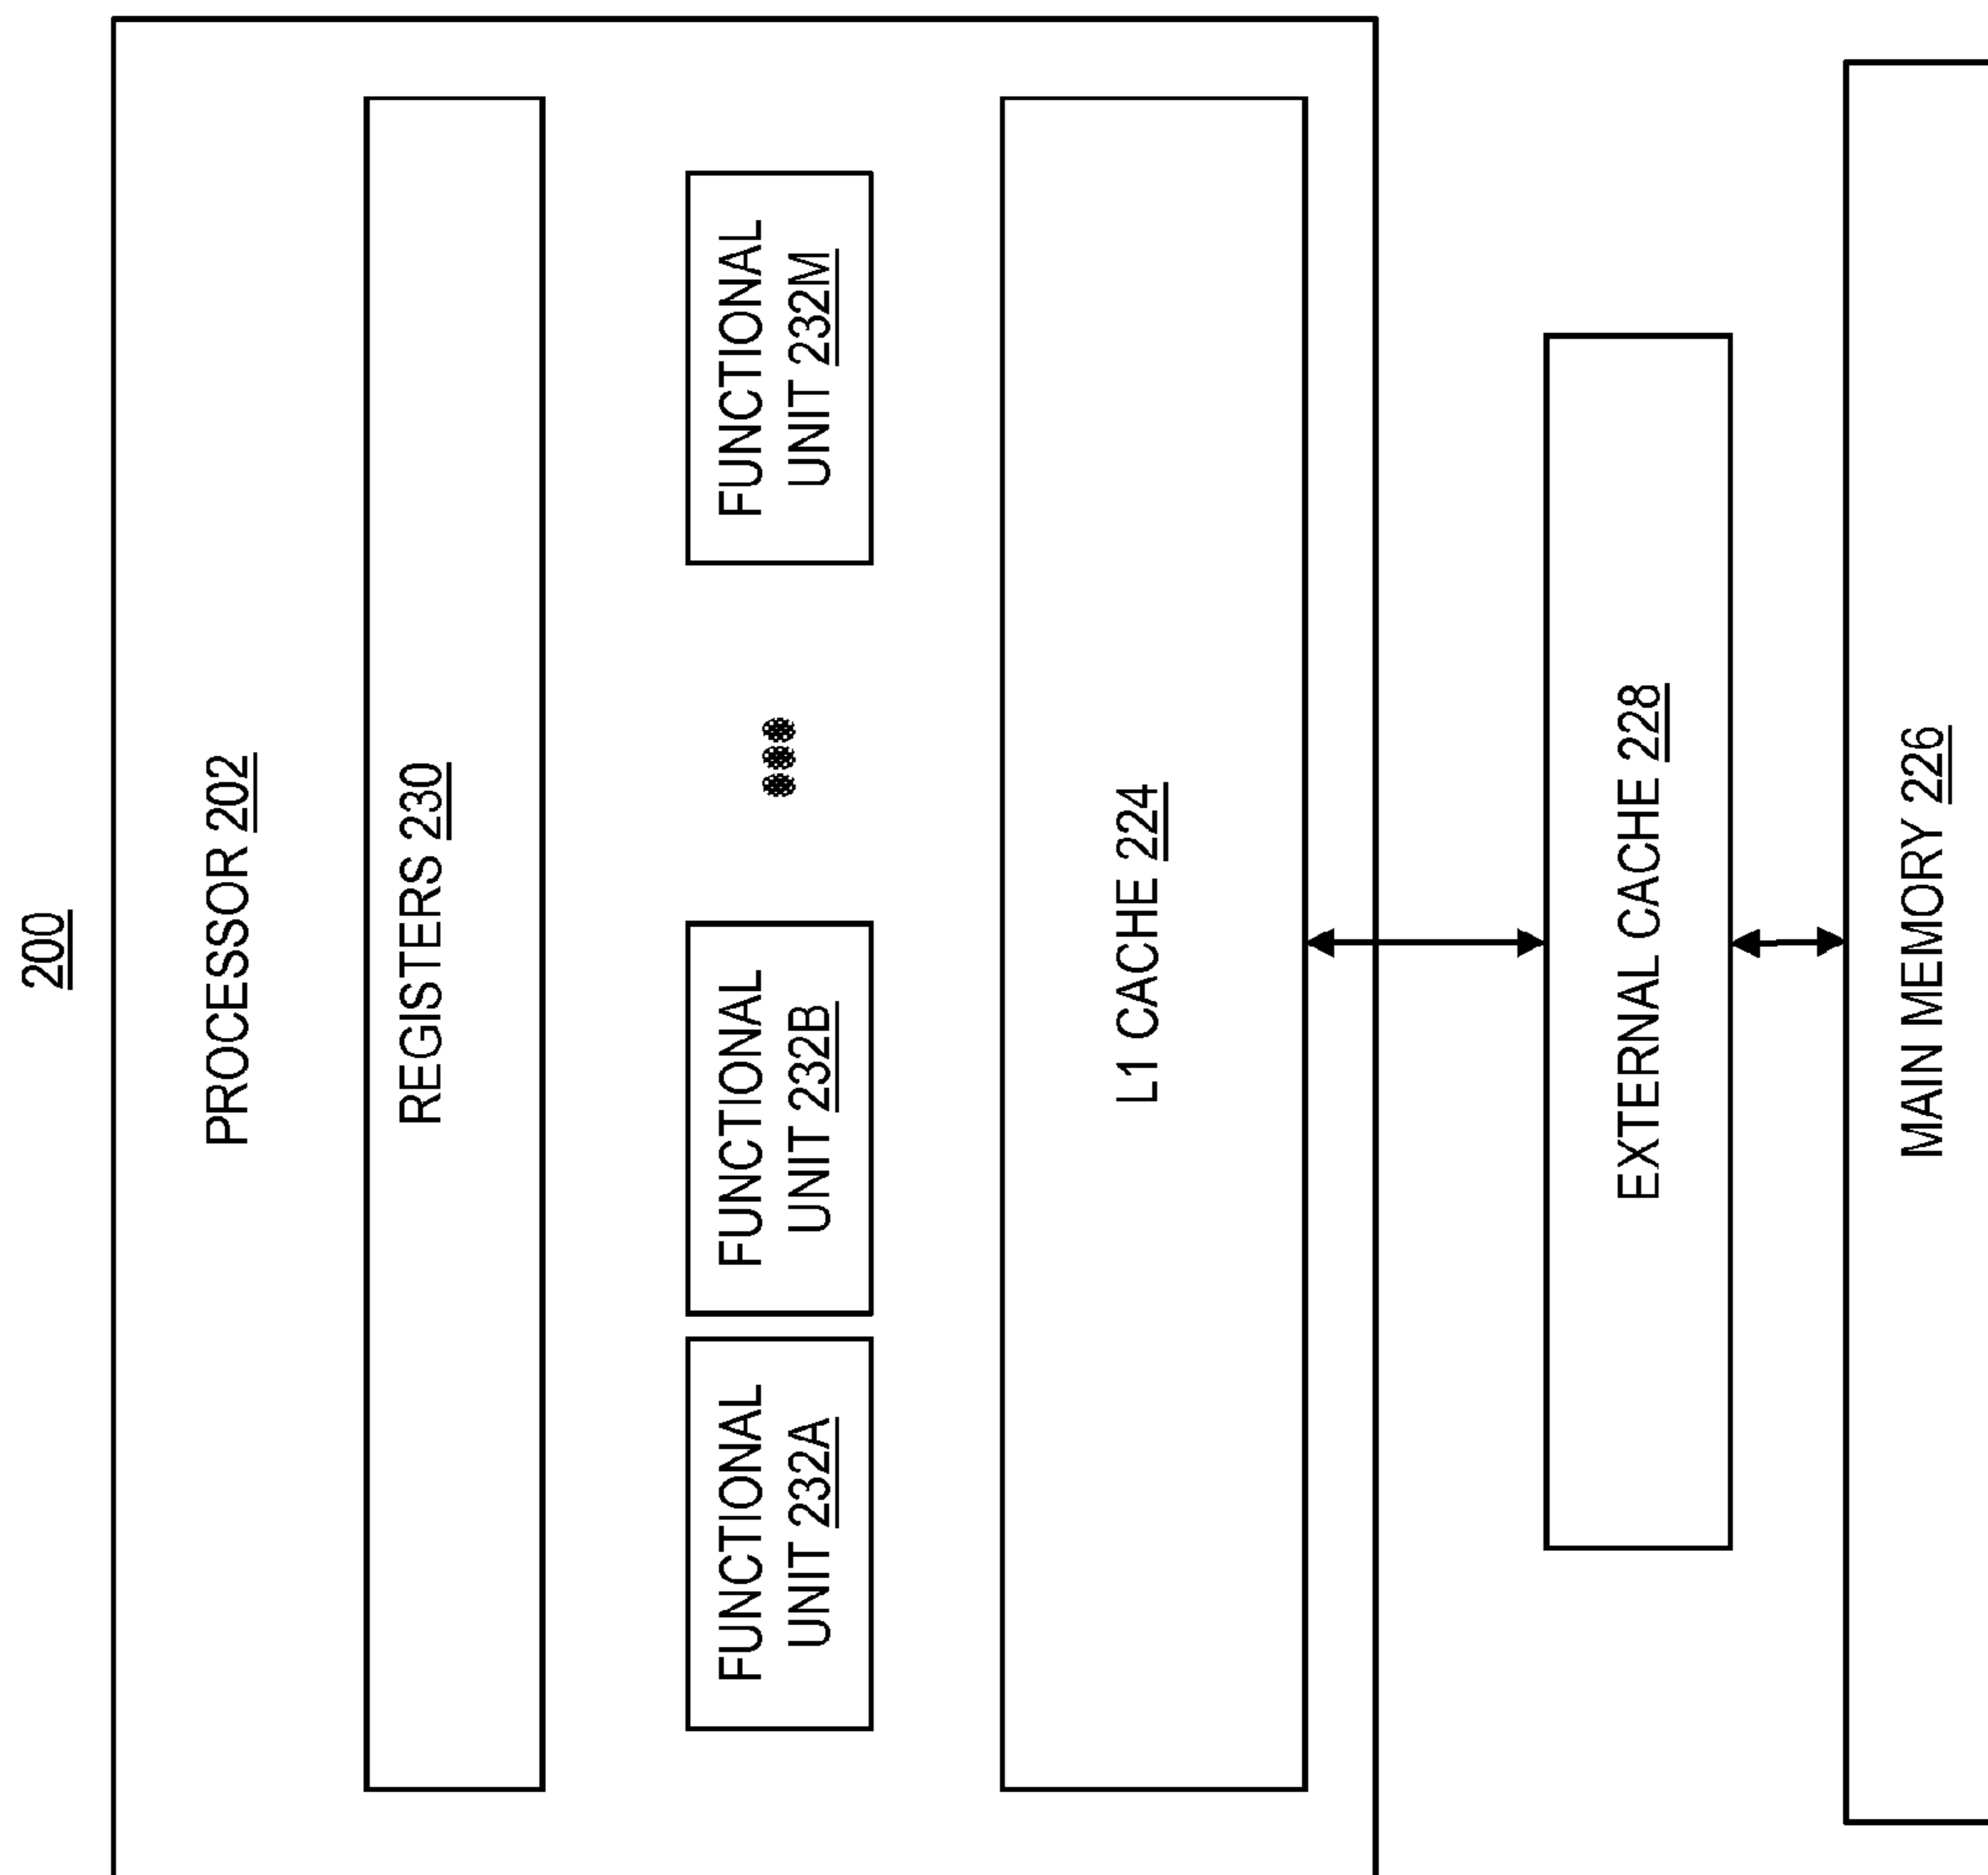 200
PROCESSOR 202
REGISTERS 230
FUNCTIONAL
UNIT 232A
FUNCTIONAL
UNIT 232B
FUNCTIONAL
UNIT 232M
L1 CACHE 224
EXTERNAL CACHE 228
MAIN MEMORY 226